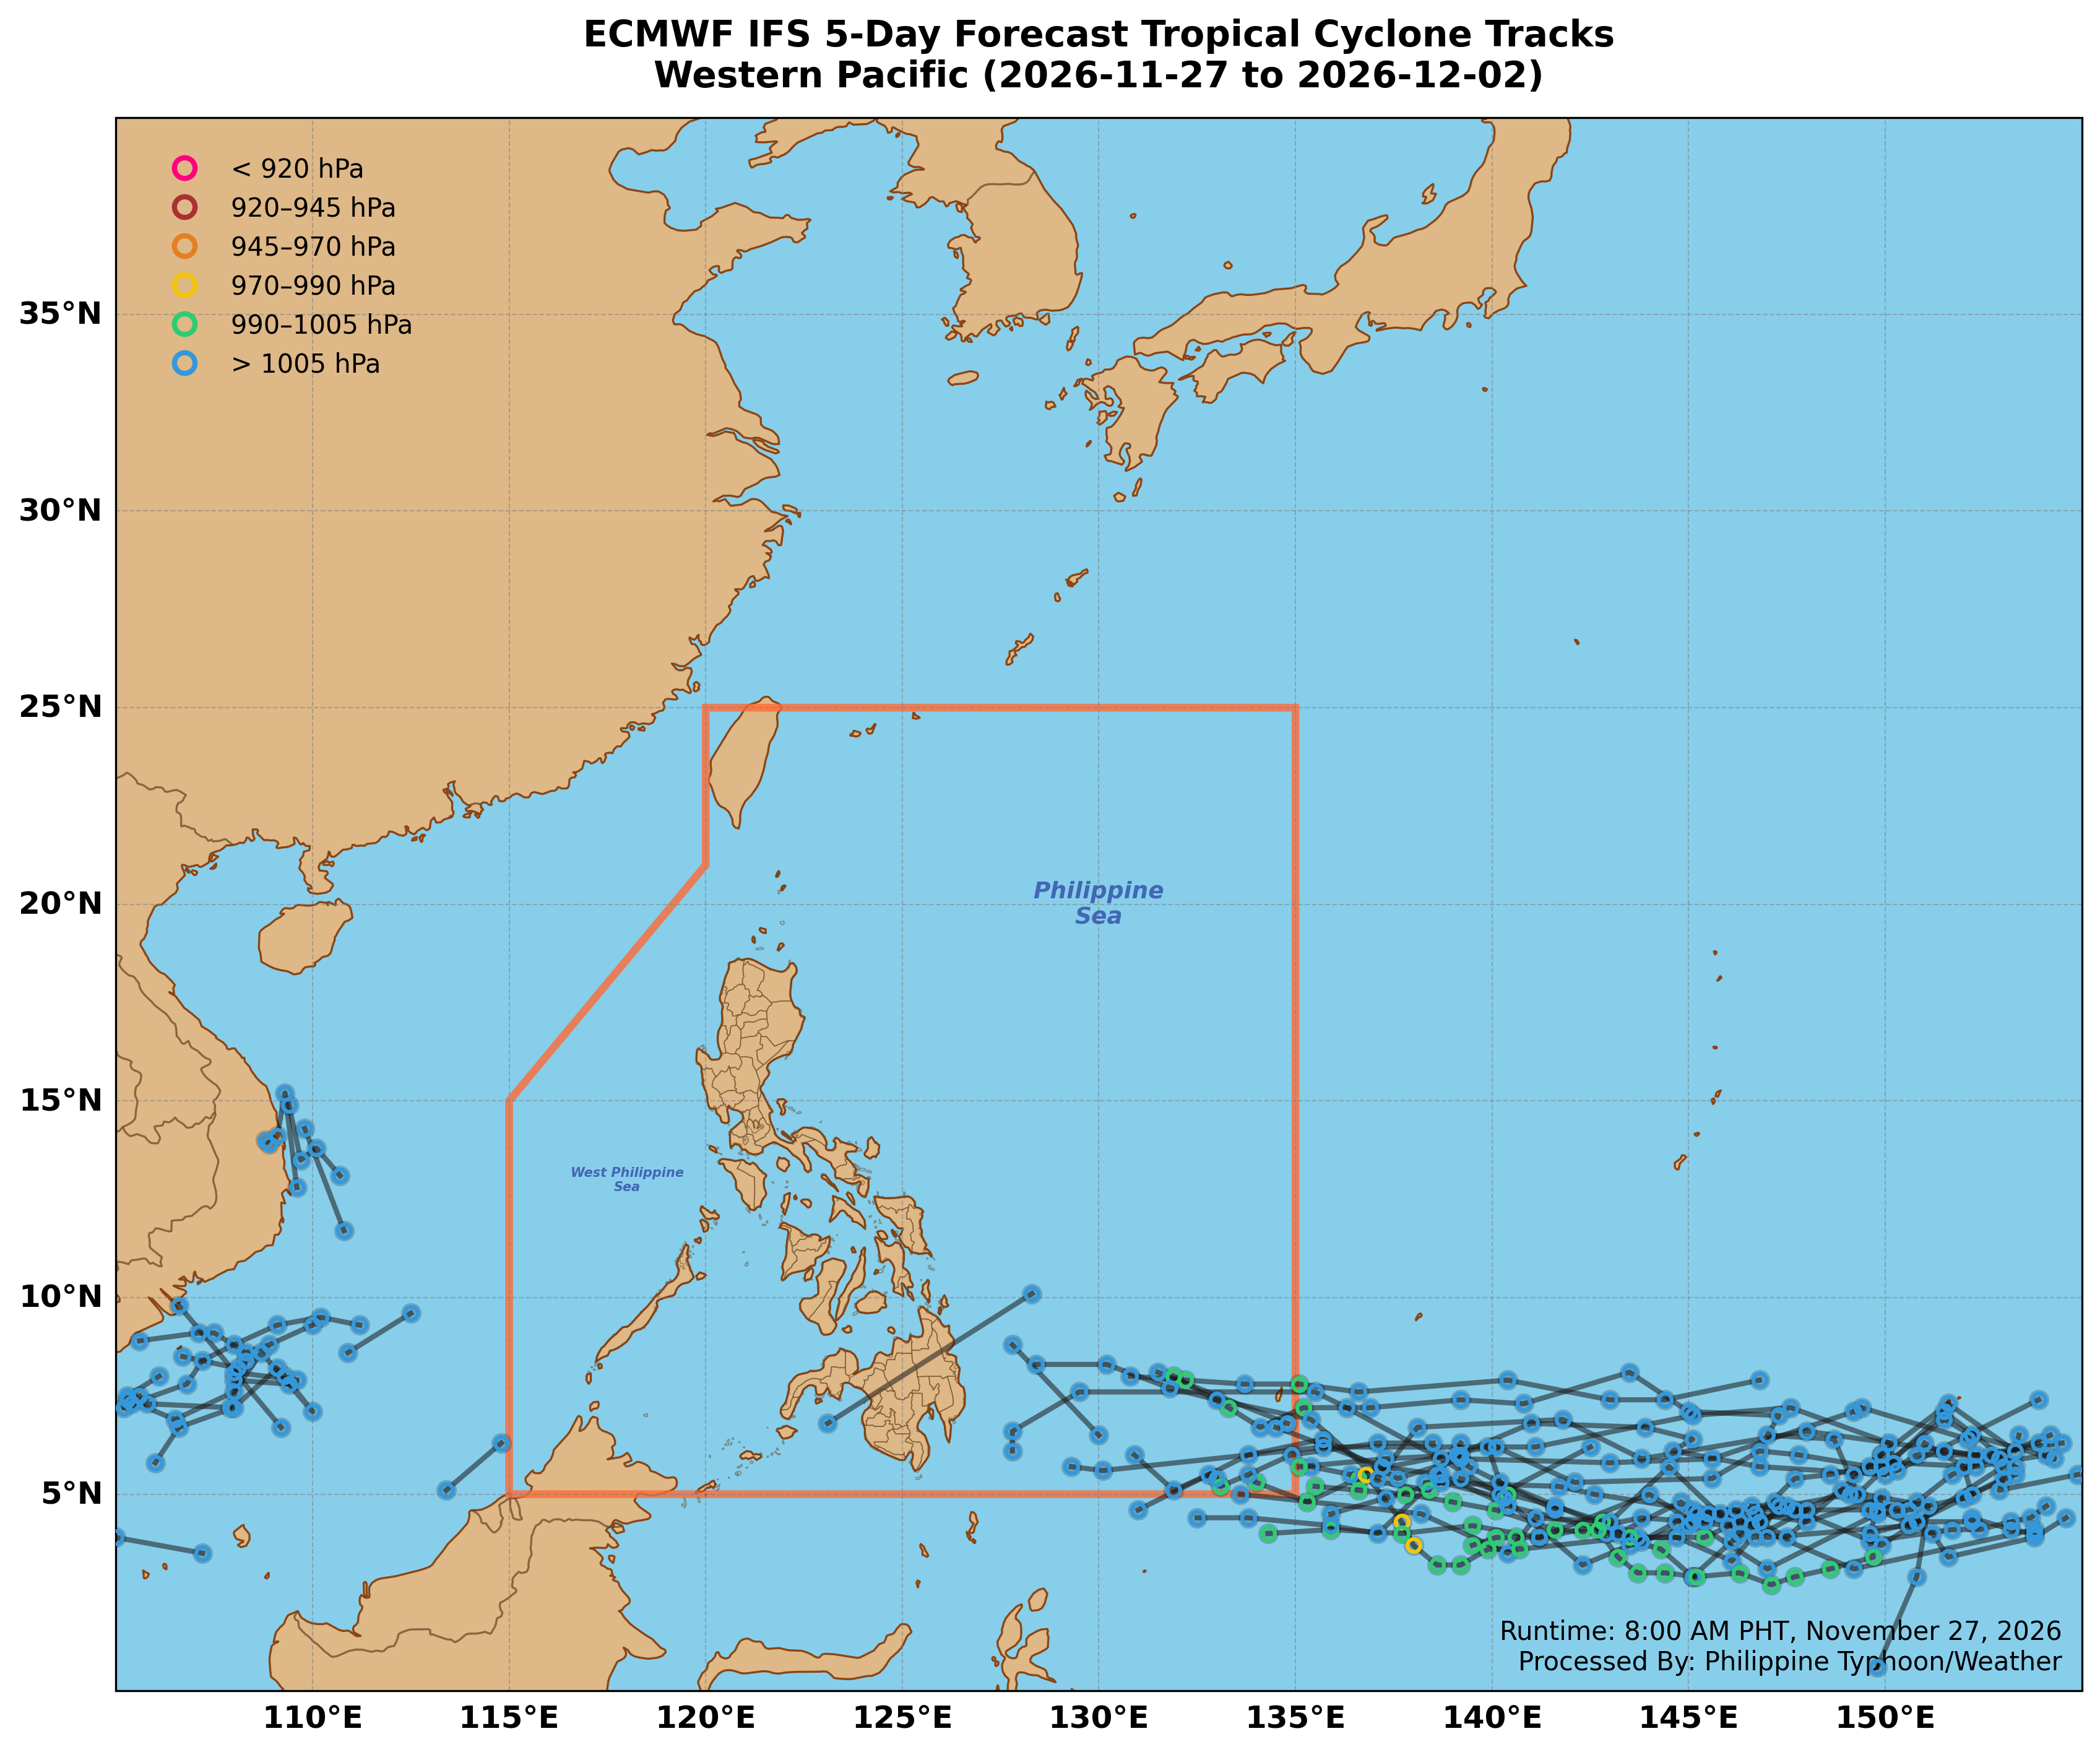 ECMWF IFS 5-Day Forecast Tropical Cyclone Tracks
Western Pacific (2026-11-27 to 2026-12-02)
< 920 hPa
920–945 hPa
945–970 hPa
970–990 hPa
990–1005 hPa
> 1005 hPa
35°N
30°N
25°N
20°N
15°N
10°N
5°N
Philippine
Sea
West Philippine
Sea
Runtime: 8:00 AM PHT, November 27, 2026
Processed By: Philippine Typhoon/Weather
110°E
115°E
120°E
125°E
130°E
135°E
140°E
145°E
150°E